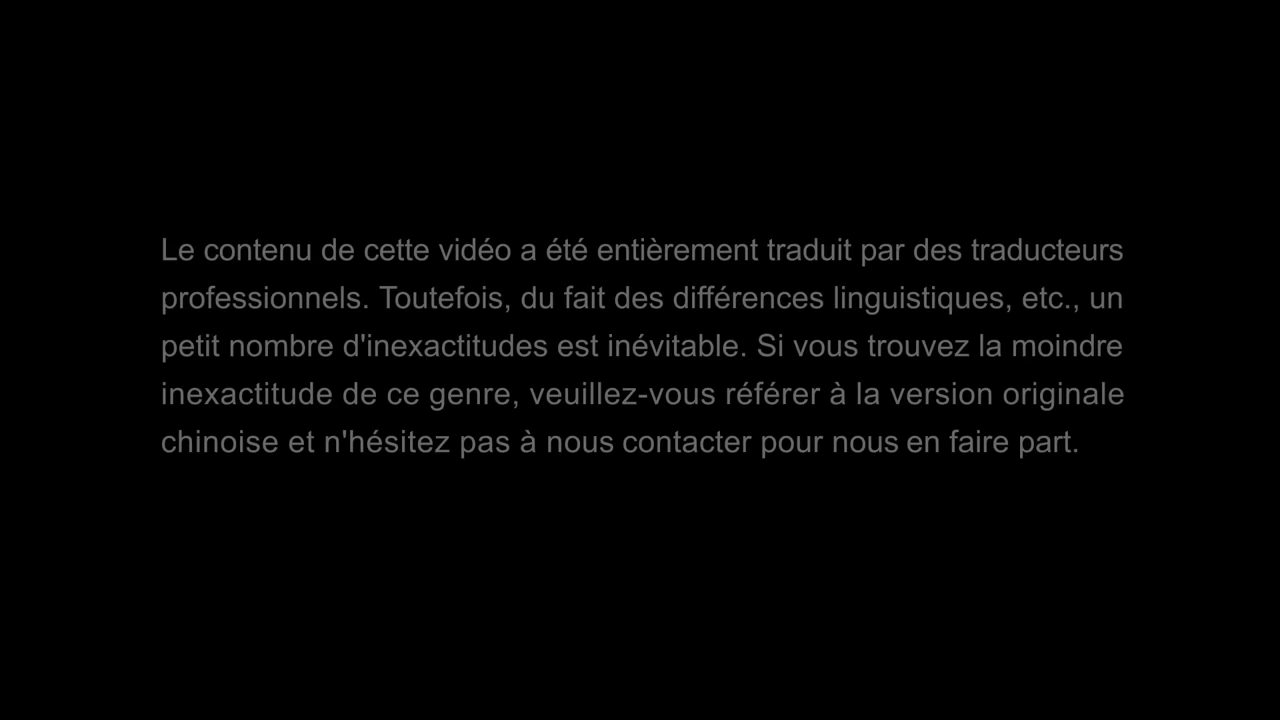 Le contenu de cette vidéo a été entièrement traduit par des traducteurs
professionnels. Toutefois, du fait des différences linguistiques, etc., un
petit nombre d'inexactitudes est inévitable. Si vous trouvez la moindre
inexactitude de ce genre, veuillez-vous référer à la version originale
chinoise et n'hésitez pas à nous contacter pour nous en faire part.